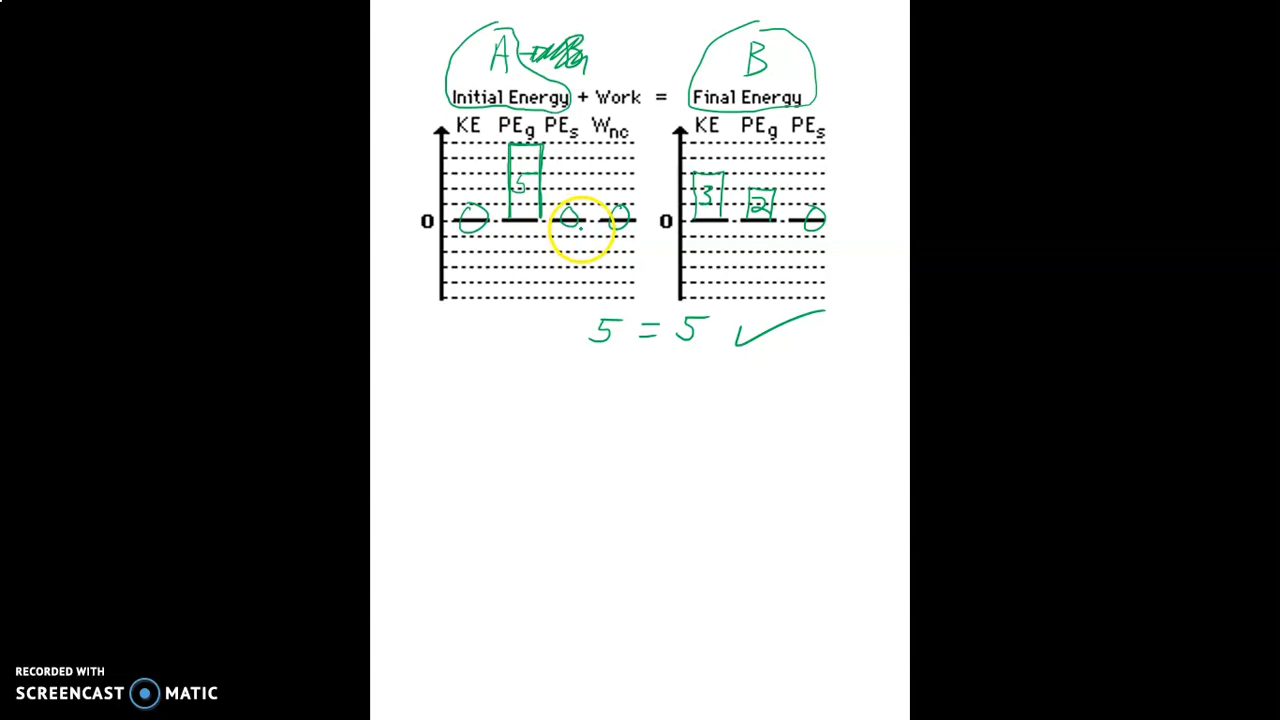 A B
Initial Energy + Work = Final Energy
KE PEg PEs Wnc KE PEg PEs
5 3 2
0 0 0 0 0 0
5 = 5 ✓
RECORDED WITH
SCREENCAST MATIC